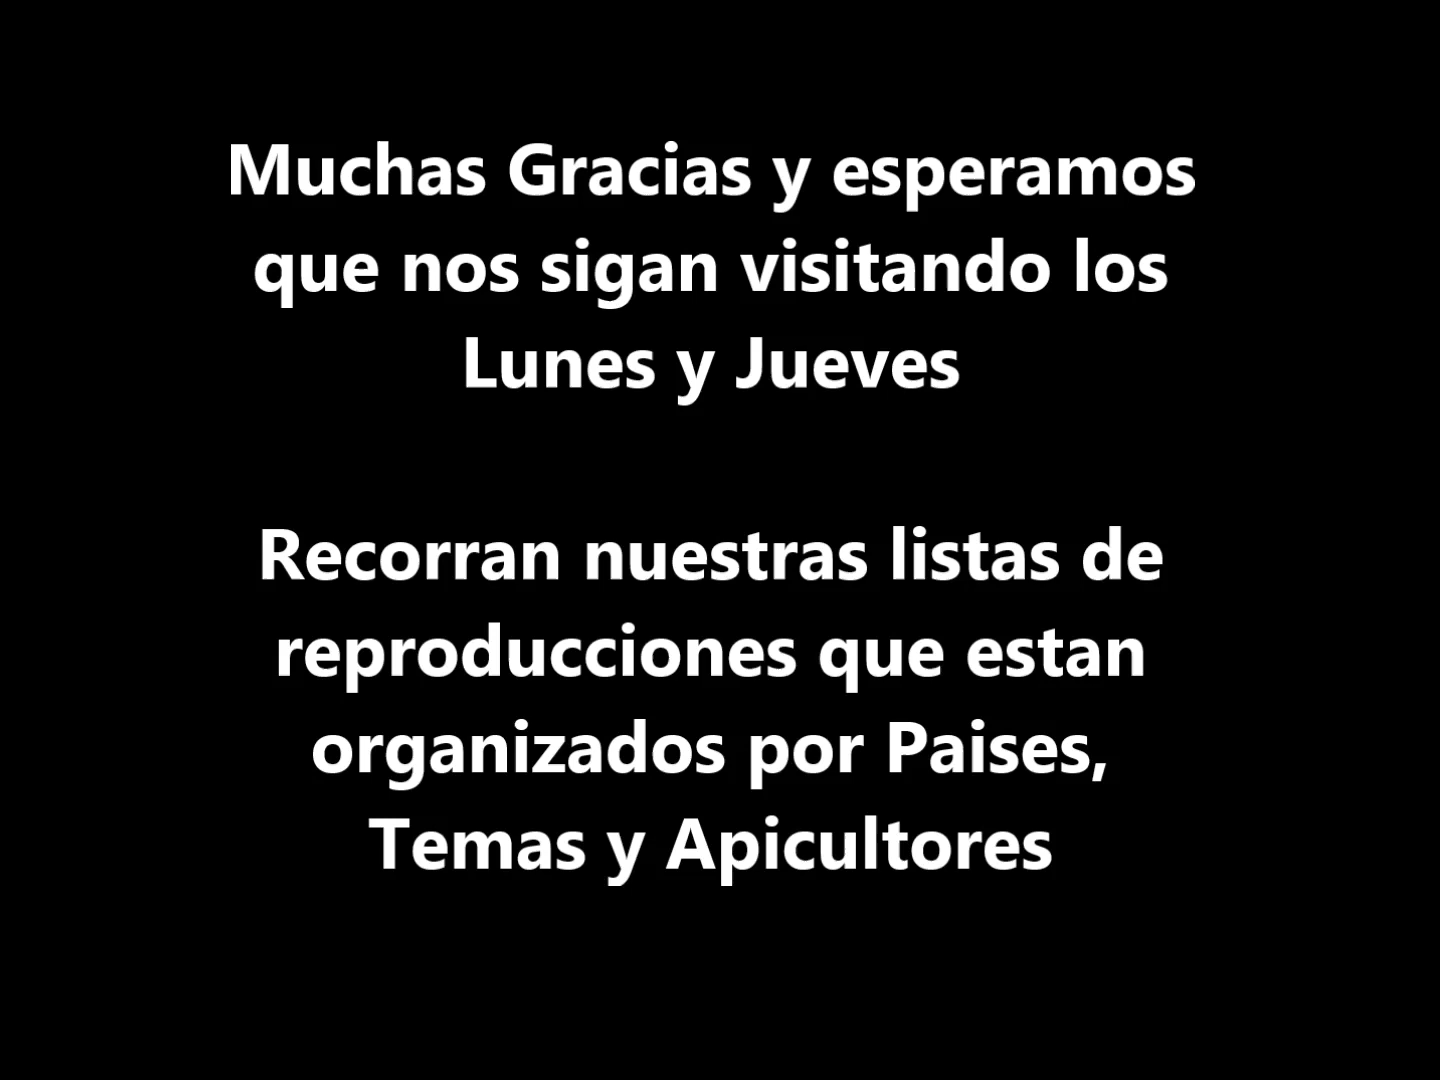 Muchas Gracias y esperamos
que nos sigan visitando los
Lunes y Jueves
Recorran nuestras listas de
reproducciones que estan
organizados por Paises,
Temas y Apicultores